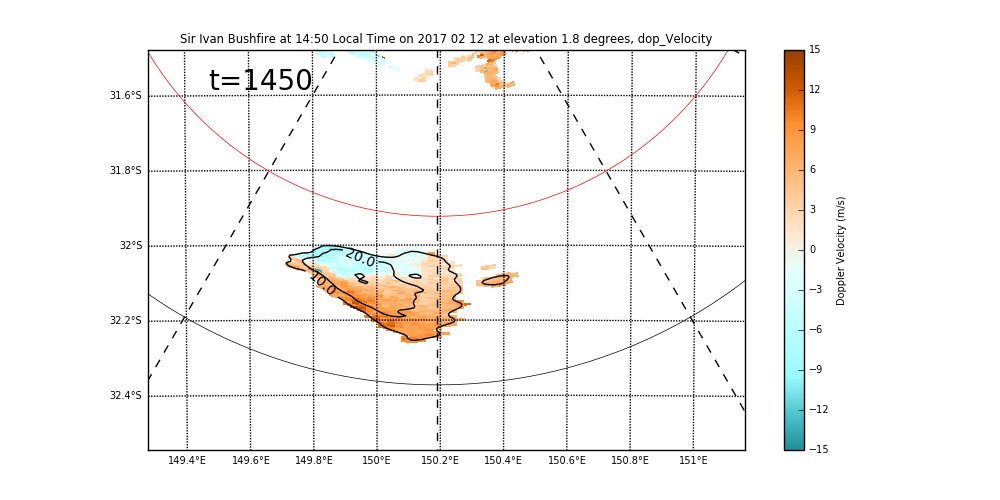 Sir Ivan Bushfire at 14:50 Local Time on 2017 02 12 at elevation 1.8 degrees, dop_Velocity
t=1450
31.6°S
31.8°S
32°S
32.2°S
32.4°S
20.0
10.0
149.4°E 149.6°E 149.8°E 150°E 150.2°E 150.4°E 150.6°E 150.8°E 151°E
15
12
9
6
3
0
−3
−6
−9
−12
−15
Doppler Velocity (m/s)